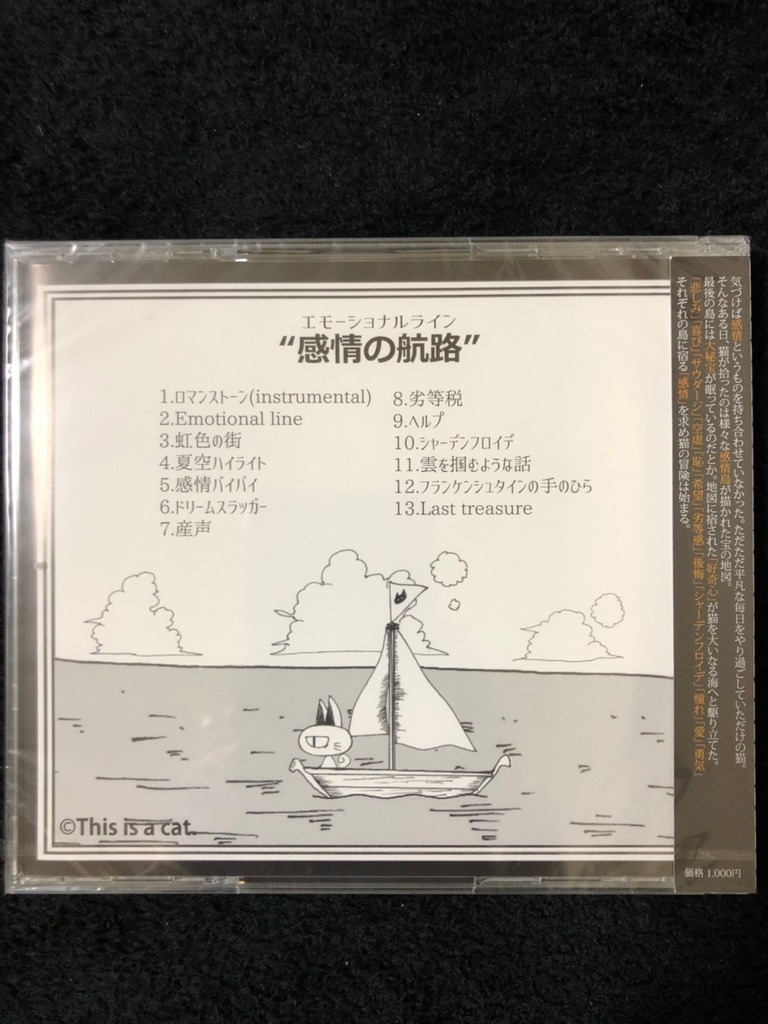 エモーショナルライン
“感情の航路”
1.ロマンストーン(instrumental)
2.Emotional line
3.虹色の街
4.夏空ハイライト
5.感情バイバイ
6.ドリームスラッガー
7.産声
8.劣等税
9.ヘルプ
10.シャーデンフロイデ
11.雲を掴むような話
12.フランケンシュタインの手のひら
13.Last treasure
©This is a cat.
気づけば感情というものを持ち合わせていなかった。ただただ平凡な毎日をやり過ごしていただけの猫。
そんなある日、猫が拾ったのは様々な感情島が描かれた宝の地図。
最後の島には大秘宝が眠っているのだとか。地図に宿された「好奇心」が猫を大いなる海へと駆り立てた。
「悲しみ」「喜び」「サウダージ」「空虚」「恥」「希望」「劣等感」「後悔」「シャーデンフロイデ」「憧れ」「愛」「勇気」
それぞれの島に宿る「感情」を求め猫の冒険は始まる。
価格 1,000円